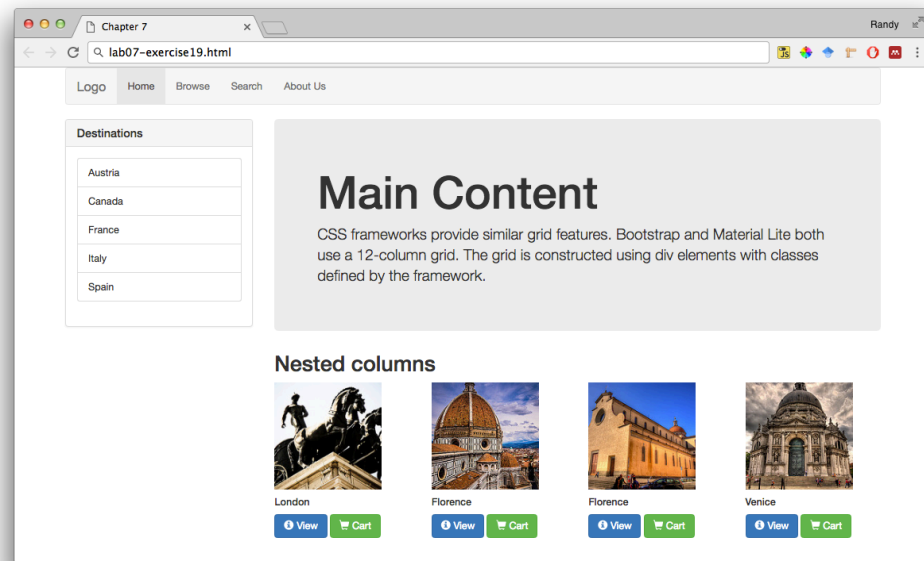 Chapter 7
Randy
lab07-exercise19.html
JS
Logo Home Browse Search About Us
Destinations
Austria
Canada
France
Italy
Spain
Main Content
CSS frameworks provide similar grid features. Bootstrap and Material Lite both
use a 12-column grid. The grid is constructed using div elements with classes
defined by the framework.
Nested columns
London Florence Florence Venice
View Cart View Cart View Cart View Cart